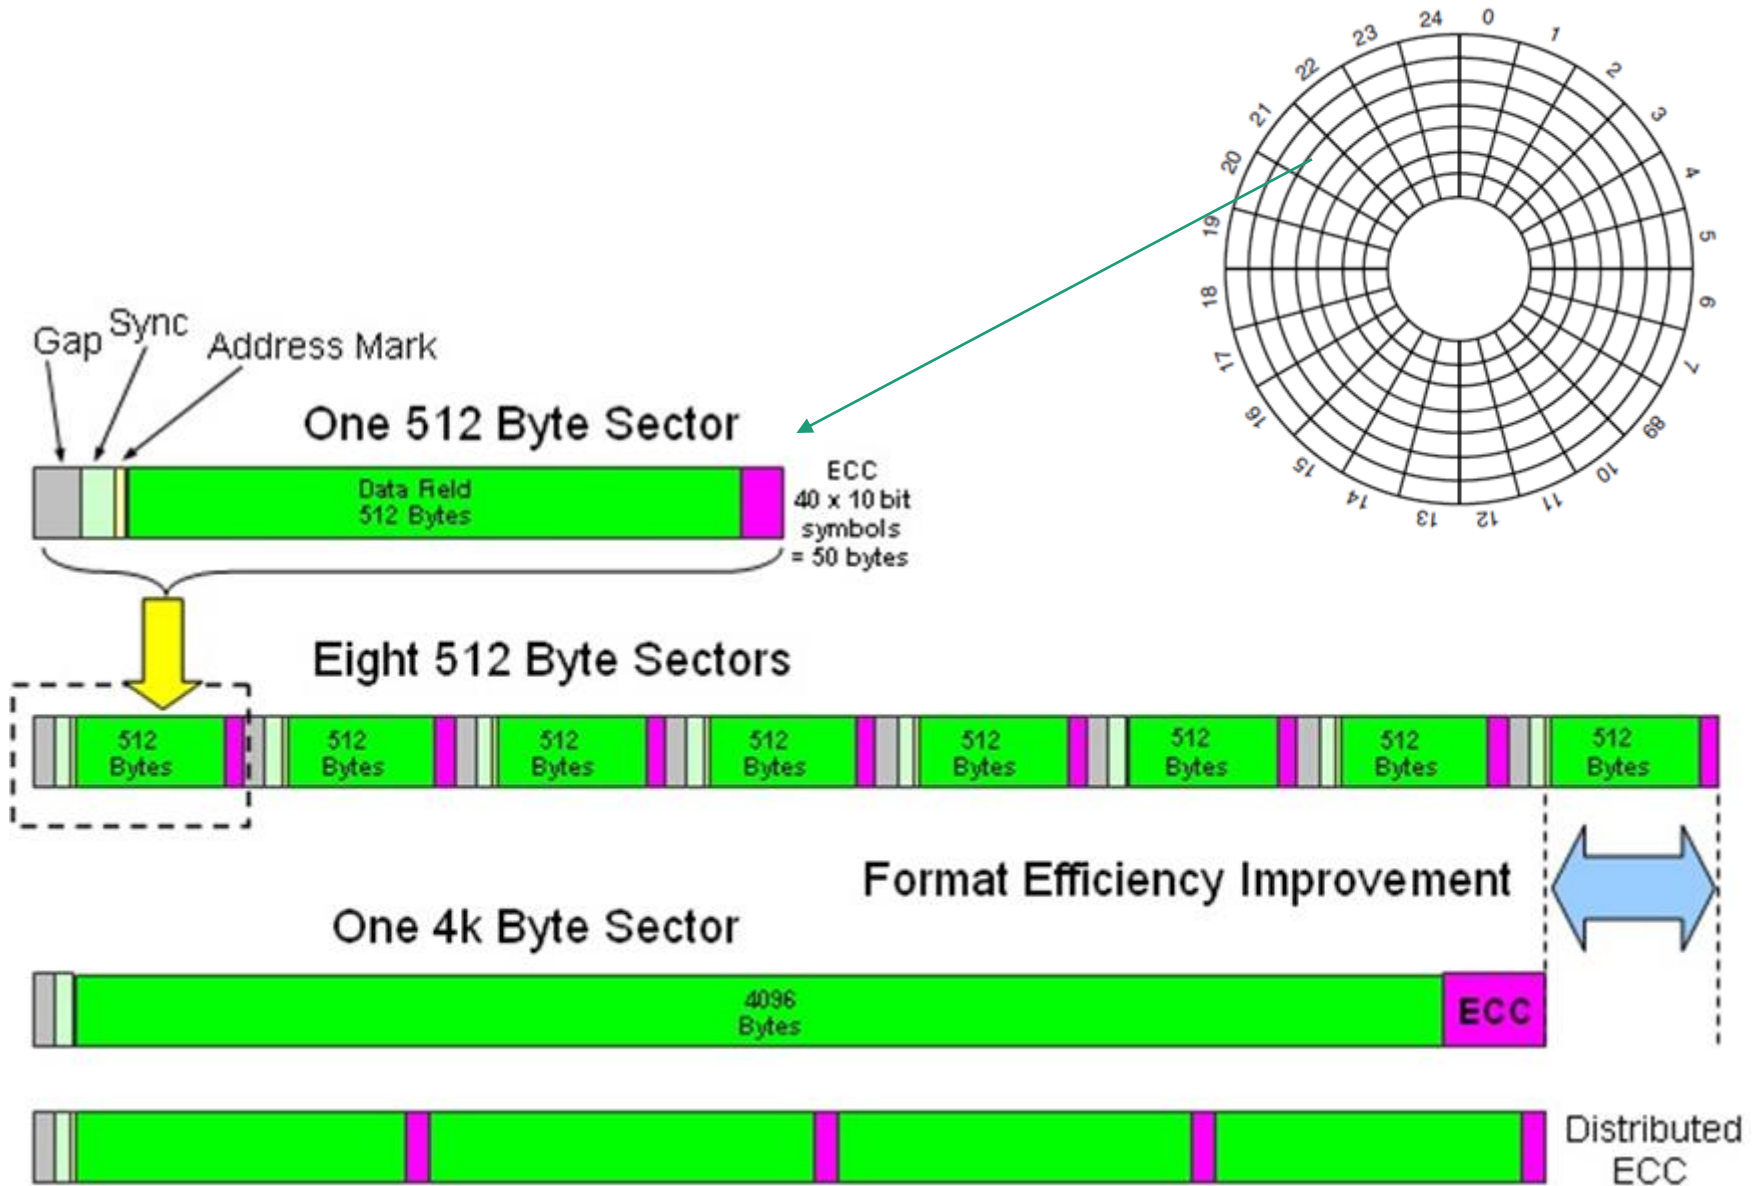 24
0
1
2
3
4
5
6
7
89
10
11
12
13
14
15
16
17
18
19
20
21
22
23
Gap
Sync
Address Mark
One 512 Byte Sector
Data Field
512 Bytes
ECC
40 x 10 bit
symbols
= 50 bytes
Eight 512 Byte Sectors
512
Bytes
512
Bytes
512
Bytes
512
Bytes
512
Bytes
512
Bytes
512
Bytes
512
Bytes
Format Efficiency Improvement
One 4k Byte Sector
4096
Bytes
ECC
Distributed
ECC